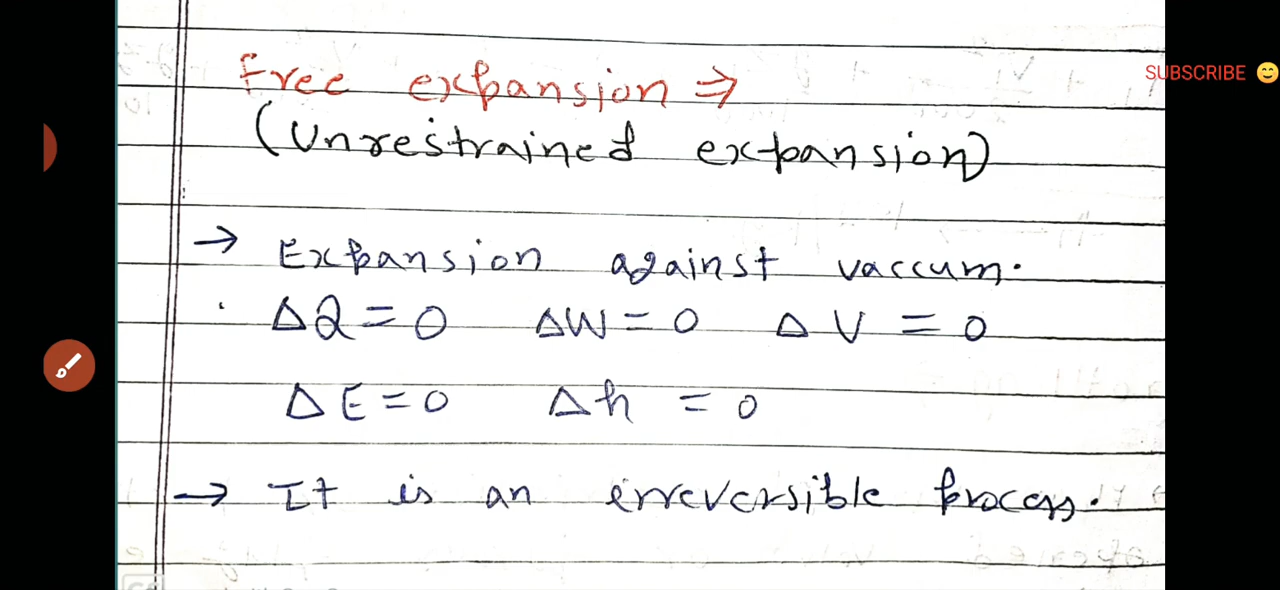 Free expansion ⇒
SUBSCRIBE 😊
(Unrestrained expansion)
→ Expansion against vaccum.
ΔQ = 0 ΔW = 0 ΔV = 0
ΔE = 0 Δh = 0
→ It is an irreversible process.